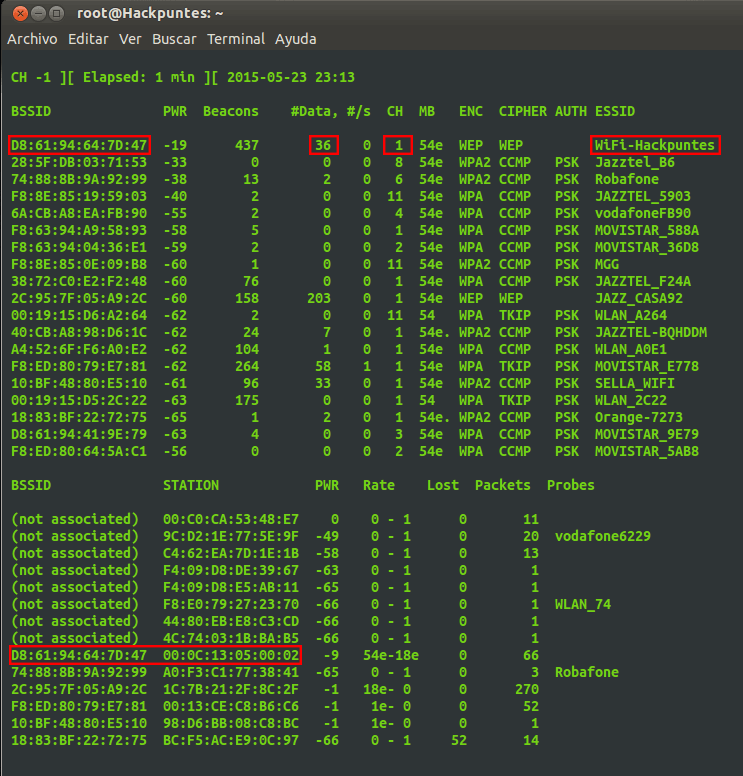 root@Hackpuntes: ~
Archivo Editar Ver Buscar Terminal Ayuda
CH -1 ][ Elapsed: 1 min ][ 2015-05-23 23:13
BSSID PWR Beacons #Data, #/s CH MB ENC CIPHER AUTH ESSID
D8:61:94:64:7D:47 -19 437 36 0 1 54e WEP WEP WiFi-Hackpuntes
28:5F:DB:03:71:53 -33 0 0 0 8 54e WPA2 CCMP PSK Jazztel_B6
74:88:8B:9A:92:99 -38 13 2 0 6 54e WPA2 CCMP PSK Robafone
F8:8E:85:19:59:03 -40 2 0 0 11 54e WPA CCMP PSK JAZZTEL_5903
6A:CB:A8:EA:FB:90 -55 2 0 0 4 54e WPA CCMP PSK vodafoneFB90
F8:63:94:A9:58:93 -58 5 0 0 1 54e WPA CCMP PSK MOVISTAR_588A
F8:63:94:04:36:E1 -59 2 0 0 2 54e WPA CCMP PSK MOVISTAR_36D8
F8:8E:85:0E:09:B8 -60 1 0 0 11 54e WPA2 CCMP PSK MGG
38:72:C0:E2:F2:48 -60 76 0 0 1 54e WPA CCMP PSK JAZZTEL_F24A
2C:95:7F:05:A9:2C -60 158 203 0 1 54e WEP WEP JAZZ_CASA92
00:19:15:D6:A2:64 -62 2 0 0 11 54 WPA TKIP PSK WLAN_A264
40:CB:A8:98:D6:1C -62 24 7 0 1 54e. WPA2 CCMP PSK JAZZTEL-BQHDDM
A4:52:6F:F6:A0:E2 -62 104 1 0 1 54e WPA CCMP PSK WLAN_A0E1
F8:ED:80:79:E7:81 -62 264 58 1 1 54e WPA TKIP PSK MOVISTAR_E778
10:BF:48:80:E5:10 -61 96 33 0 1 54e WPA2 CCMP PSK SELLA_WIFI
00:19:15:D5:2C:22 -63 175 0 0 1 54 WPA TKIP PSK WLAN_2C22
18:83:BF:22:72:75 -65 1 2 0 1 54e. WPA2 CCMP PSK Orange-7273
D8:61:94:41:9E:79 -63 4 0 0 3 54e WPA CCMP PSK MOVISTAR_9E79
F8:ED:80:64:5A:C1 -56 0 0 0 2 54e WPA CCMP PSK MOVISTAR_5AB8
BSSID STATION PWR Rate Lost Packets Probes
(not associated) 00:C0:CA:53:48:E7 0 0 - 1 0 11
(not associated) 9C:D2:1E:77:5E:9F -49 0 - 1 0 20 vodafone6229
(not associated) C4:62:EA:7D:1E:1B -58 0 - 1 0 13
(not associated) F4:09:D8:DE:39:67 -63 0 - 1 0 1
(not associated) F4:09:D8:E5:AB:11 -65 0 - 1 0 1
(not associated) F8:E0:79:27:23:70 -66 0 - 1 0 1 WLAN_74
(not associated) 44:80:EB:E8:C3:CD -66 0 - 1 0 1
(not associated) 4C:74:03:1B:BA:B5 -66 0 - 1 0 1
D8:61:94:64:7D:47 00:0C:13:05:00:02 -9 54e-18e 0 66
74:88:8B:9A:92:99 A0:F3:C1:77:38:41 -65 0 - 1 0 3 Robafone
2C:95:7F:05:A9:2C 1C:7B:21:2F:8C:2F -1 18e- 0 0 270
F8:ED:80:79:E7:81 00:13:CE:C8:B6:C6 -1 1e- 0 0 52
10:BF:48:80:E5:10 98:D6:BB:08:C8:BC -1 1e- 0 0 1
18:83:BF:22:72:75 BC:F5:AC:E9:0C:97 -66 0 - 1 52 14